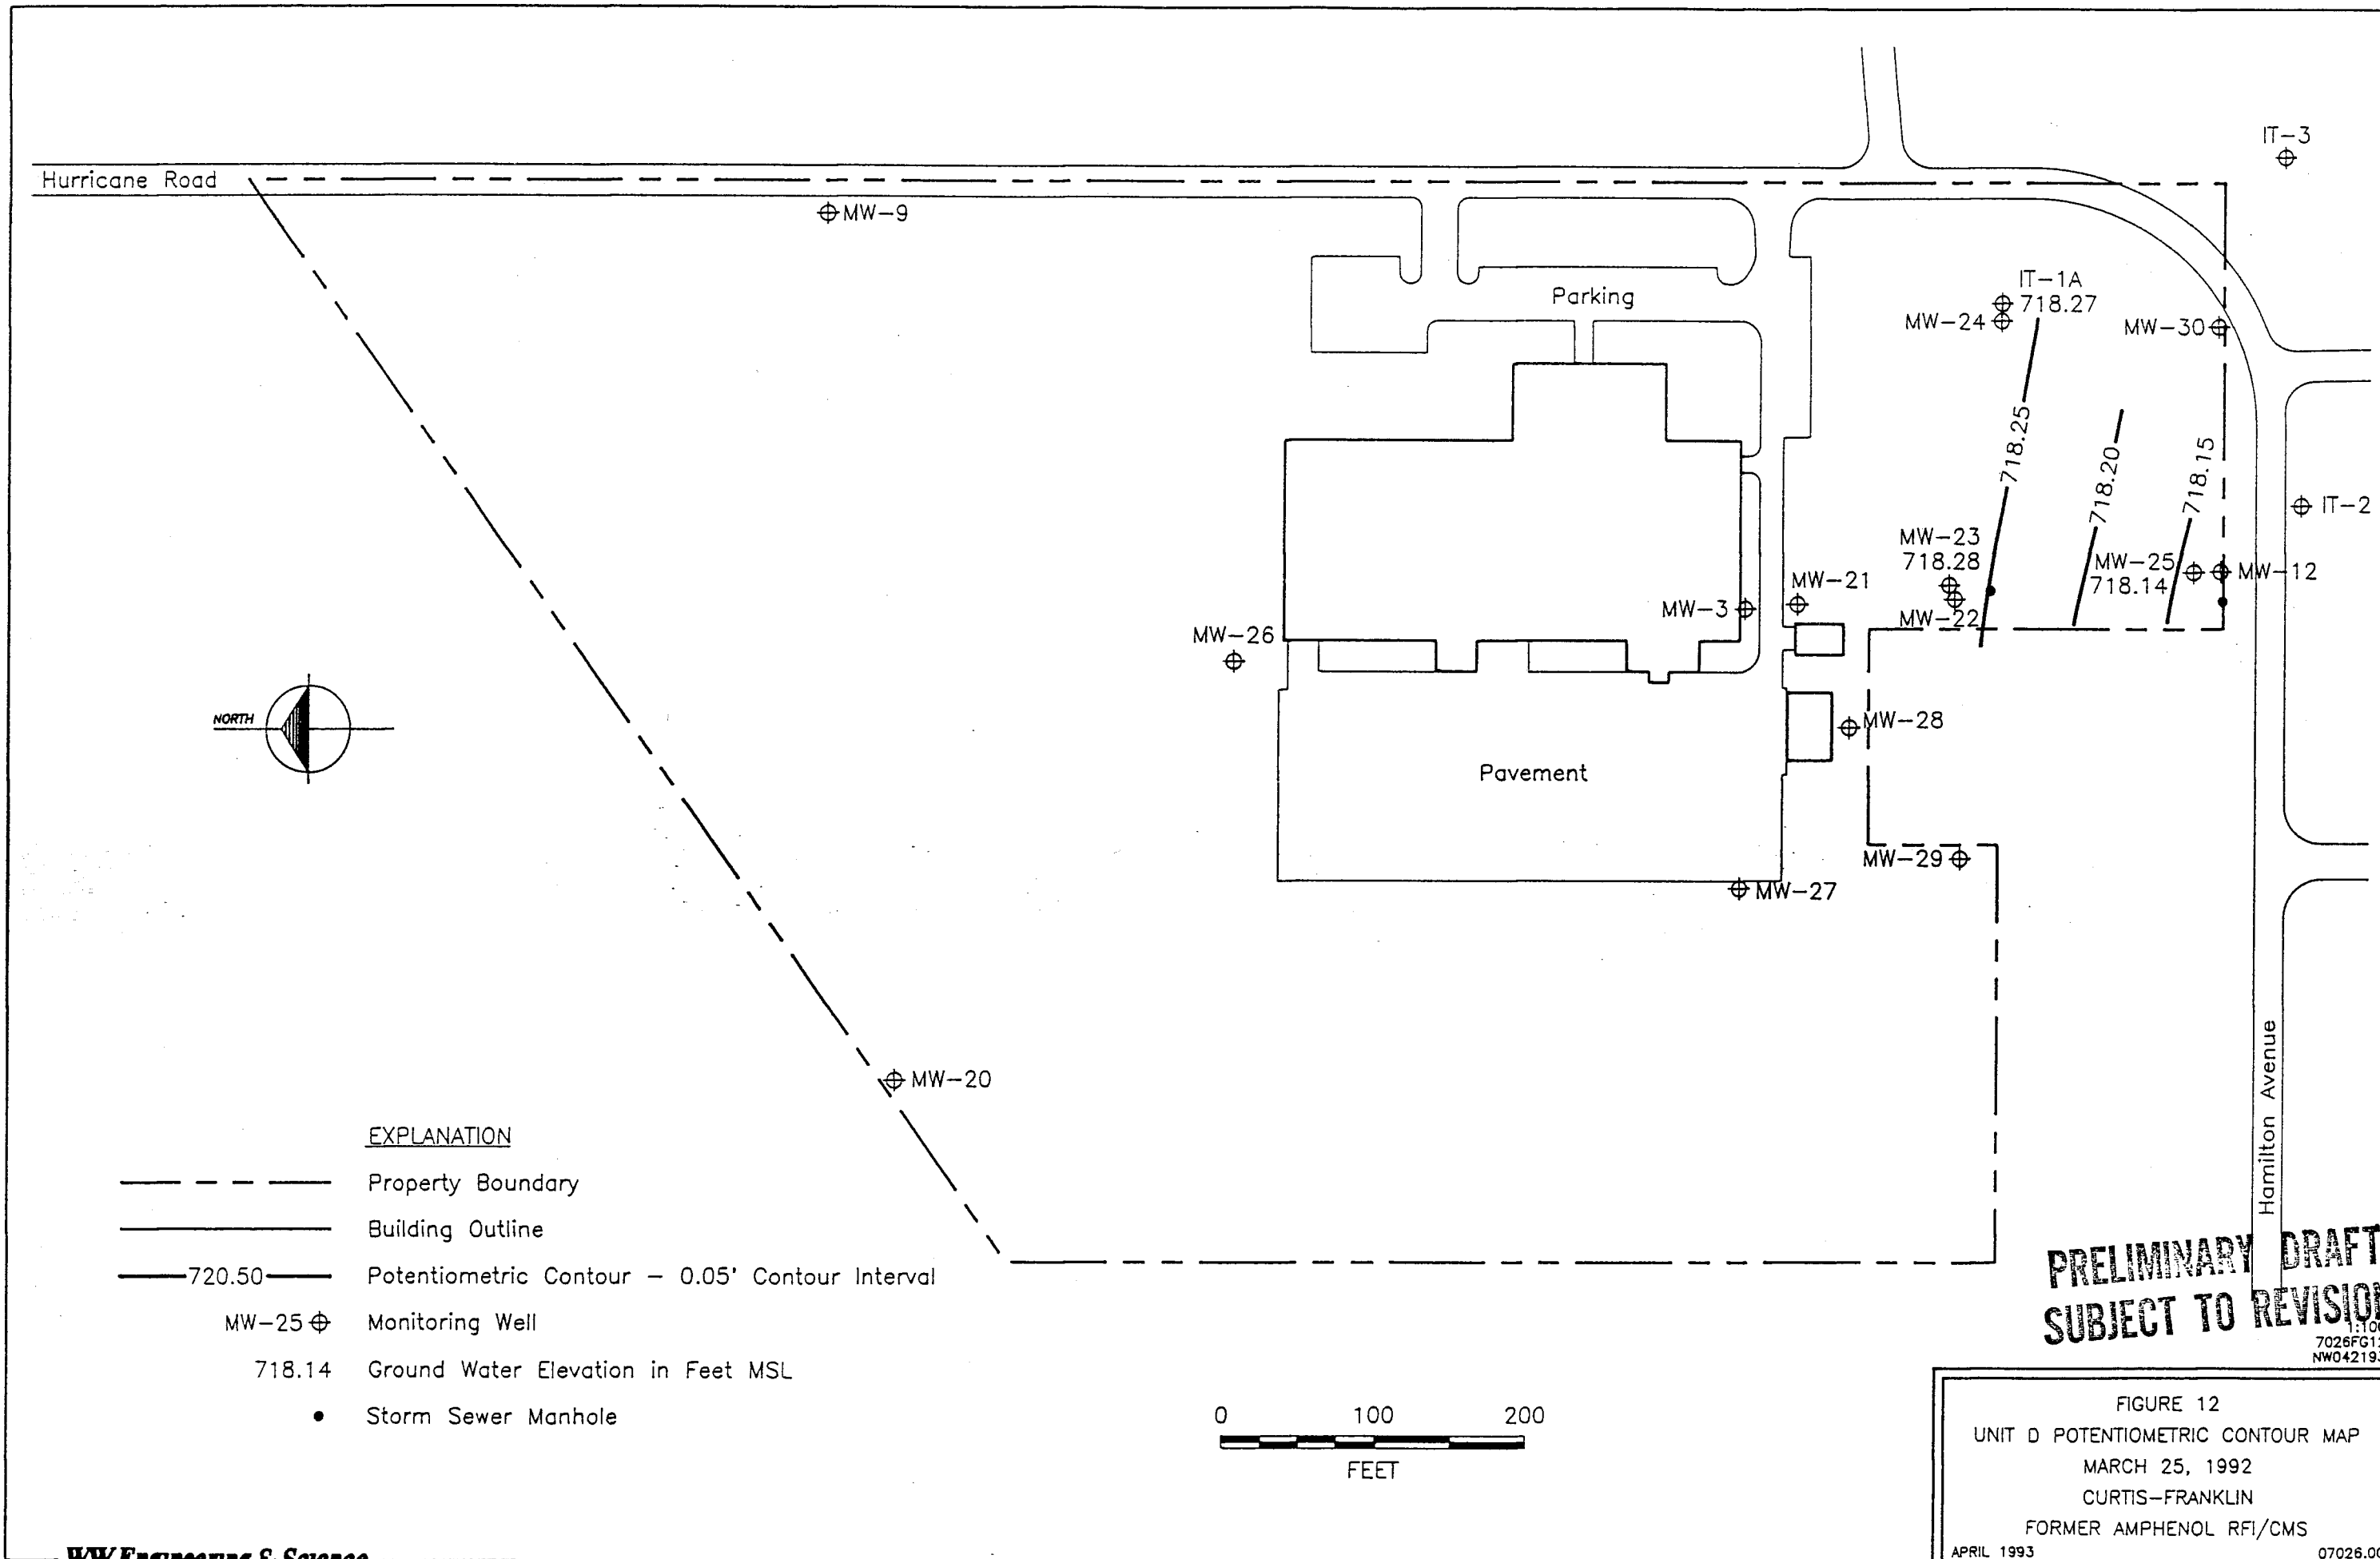 IT-3
Hurricane Road
MW-9
IT-1A
718.27
Parking
MW-24
MW-30
718.25
718.20
718.15
IT-2
MW-23
718.28
MW-25
718.14
MW-12
MW-21
MW-3
MW-22
MW-26
NORTH
MW-28
Pavement
MW-29
MW-27
MW-20
Hamilton Avenue
EXPLANATION
Property Boundary
Building Outline
720.50 Potentiometric Contour - 0.05' Contour Interval
MW-25 Monitoring Well
718.14 Ground Water Elevation in Feet MSL
Storm Sewer Manhole
0 100 200
FEET
PRELIMINARY DRAFT
SUBJECT TO REVISION
FIGURE 12
UNIT D POTENTIOMETRIC CONTOUR MAP
MARCH 25, 1992
CURTIS-FRANKLIN
FORMER AMPHENOL RFI/CMS
APRIL 1993
WW Engineering & Science